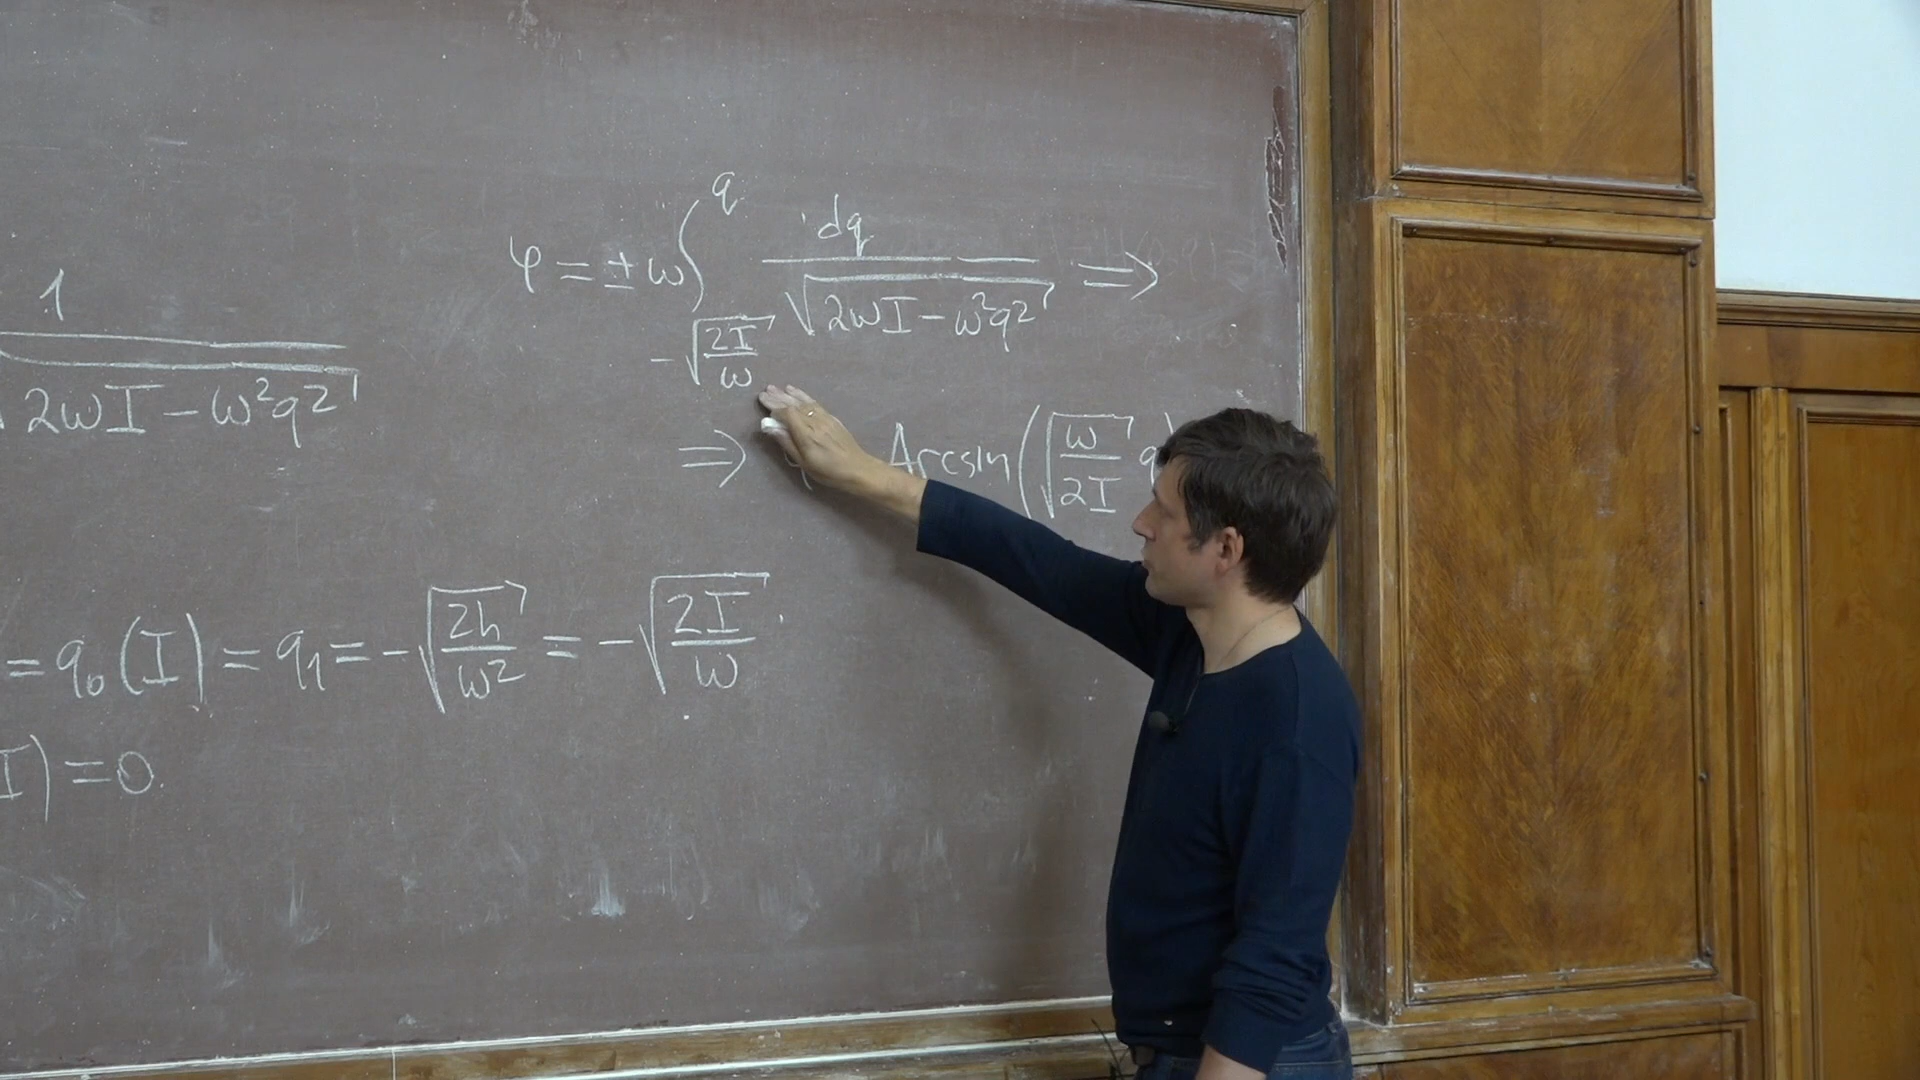 φ = ± ω ∫_{-√(2I/ω)}^{q} dq / √(2ωI - ω²q²) ⇒
1 / √(2ωI - ω²q²)
⇒ Arcsin(√(ω/2I) q)
= q₀(I) = q₁ = -√(2h/ω²) = -√(2I/ω).
I) = 0.